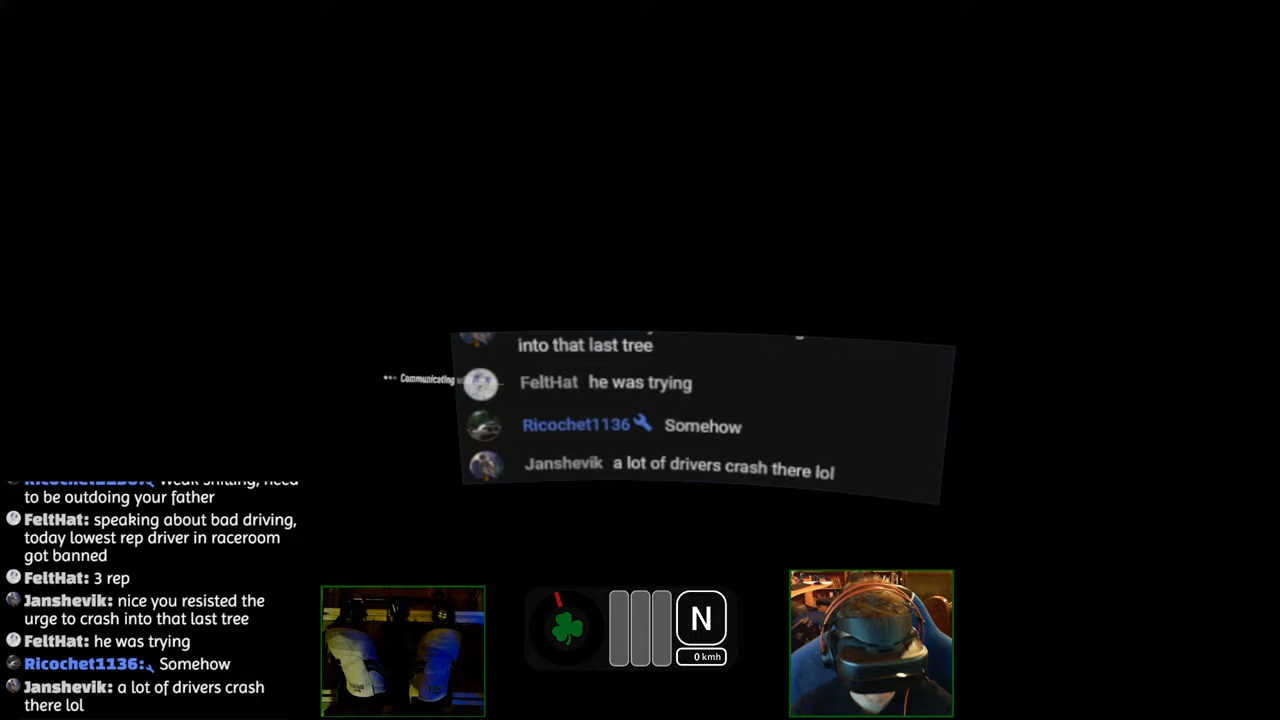 into that last tree
FeltHat he was trying
Communicating
Ricochet1136 Somehow
Janshevik a lot of drivers crash there lol
need
to be outdoing your father
FeltHat: speaking about bad driving,
today lowest rep driver in raceroom
got banned
FeltHat: 3 rep
Janshevik: nice you resisted the
urge to crash into that last tree
FeltHat: he was trying
Ricochet1136: Somehow
Janshevik: a lot of drivers crash
there lol
N
0 kmh